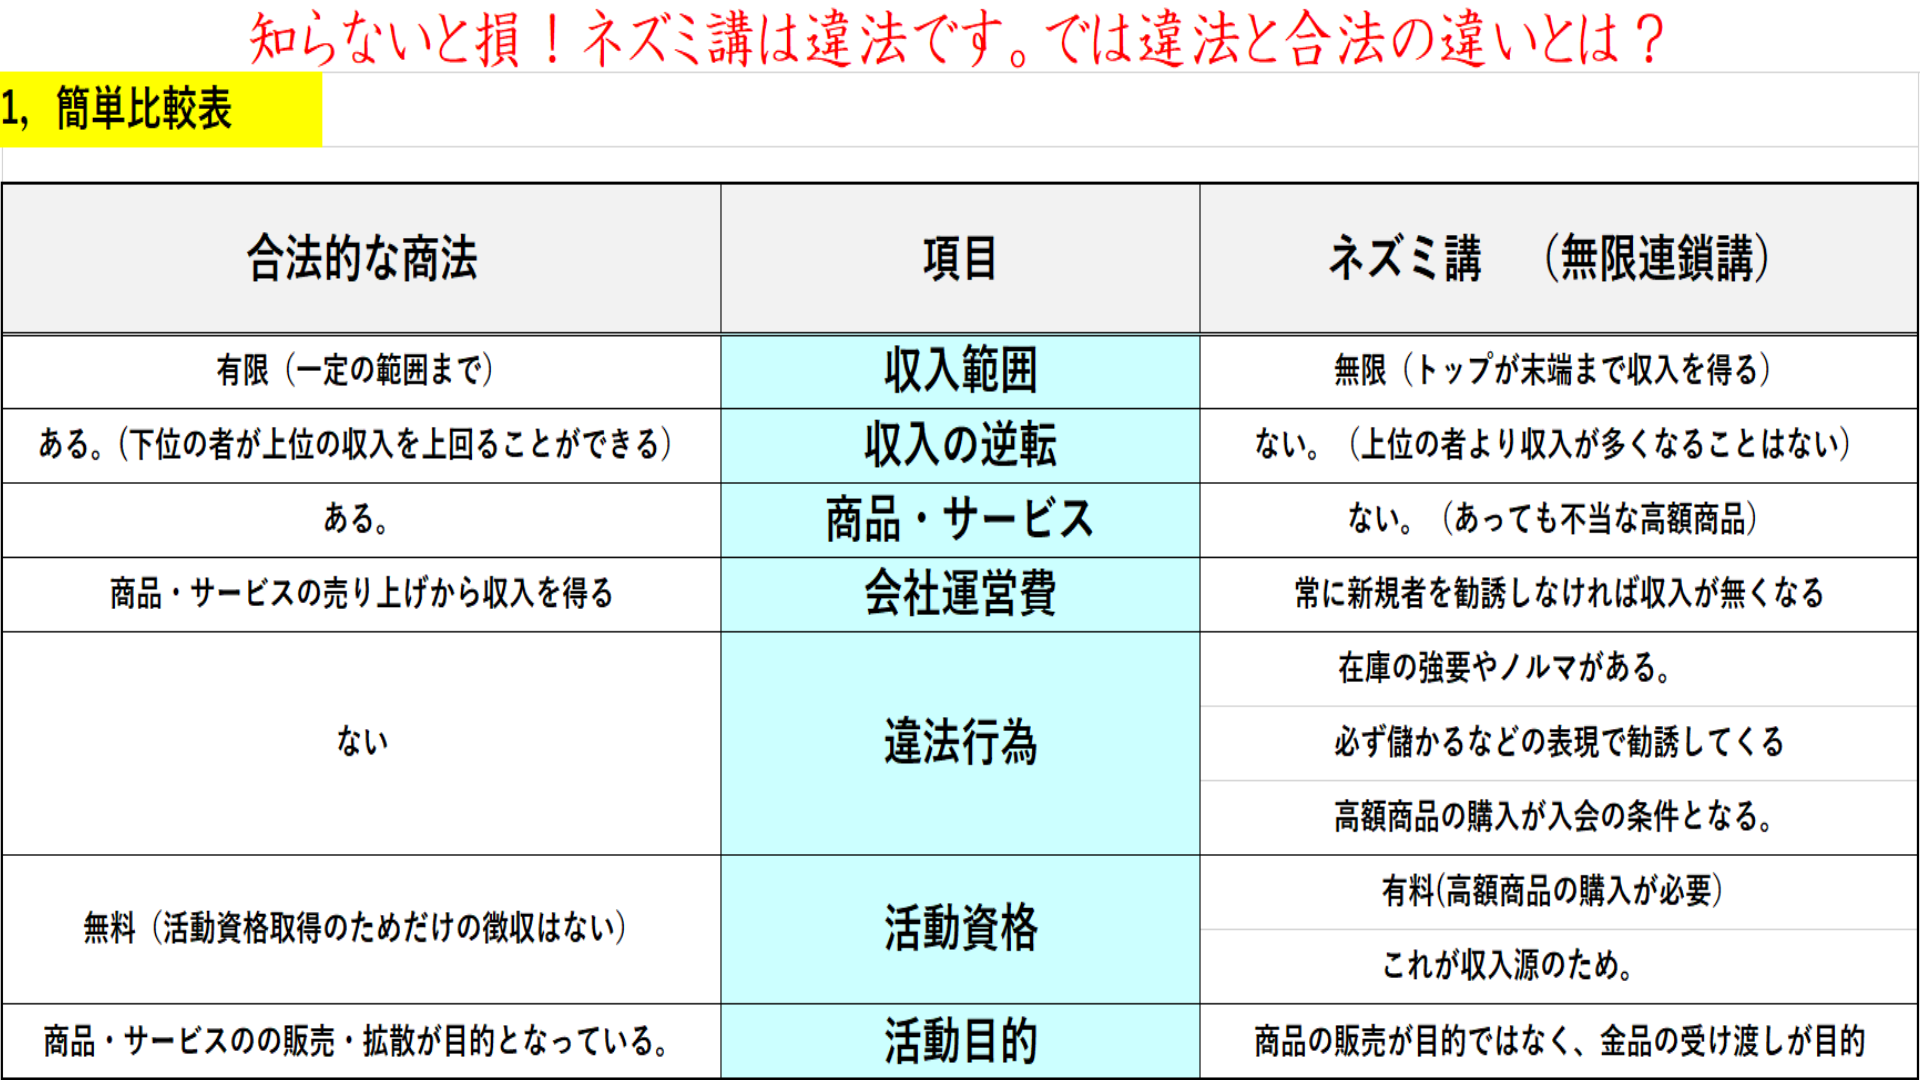 知らないと損！ネズミ講は違法です。では違法と合法の違いとは？
1, 簡単比較表
合法的な商法 項目 ネズミ講　（無限連鎖講）
有限（一定の範囲まで） 収入範囲 無限（トップが末端まで収入を得る）
ある。(下位の者が上位の収入を上回ることができる） 収入の逆転 ない。（上位の者より収入が多くなることはない）
ある。 商品・サービス ない。（あっても不当な高額商品）
商品・サービスの売り上げから収入を得る 会社運営費 常に新規者を勧誘しなければ収入が無くなる
ない 違法行為 在庫の強要やノルマがある。
必ず儲かるなどの表現で勧誘してくる
高額商品の購入が入会の条件となる。
無料（活動資格取得のためだけの徴収はない） 活動資格 有料(高額商品の購入が必要）
これが収入源のため。
商品・サービスのの販売・拡散が目的となっている。 活動目的 商品の販売が目的ではなく、金品の受け渡しが目的